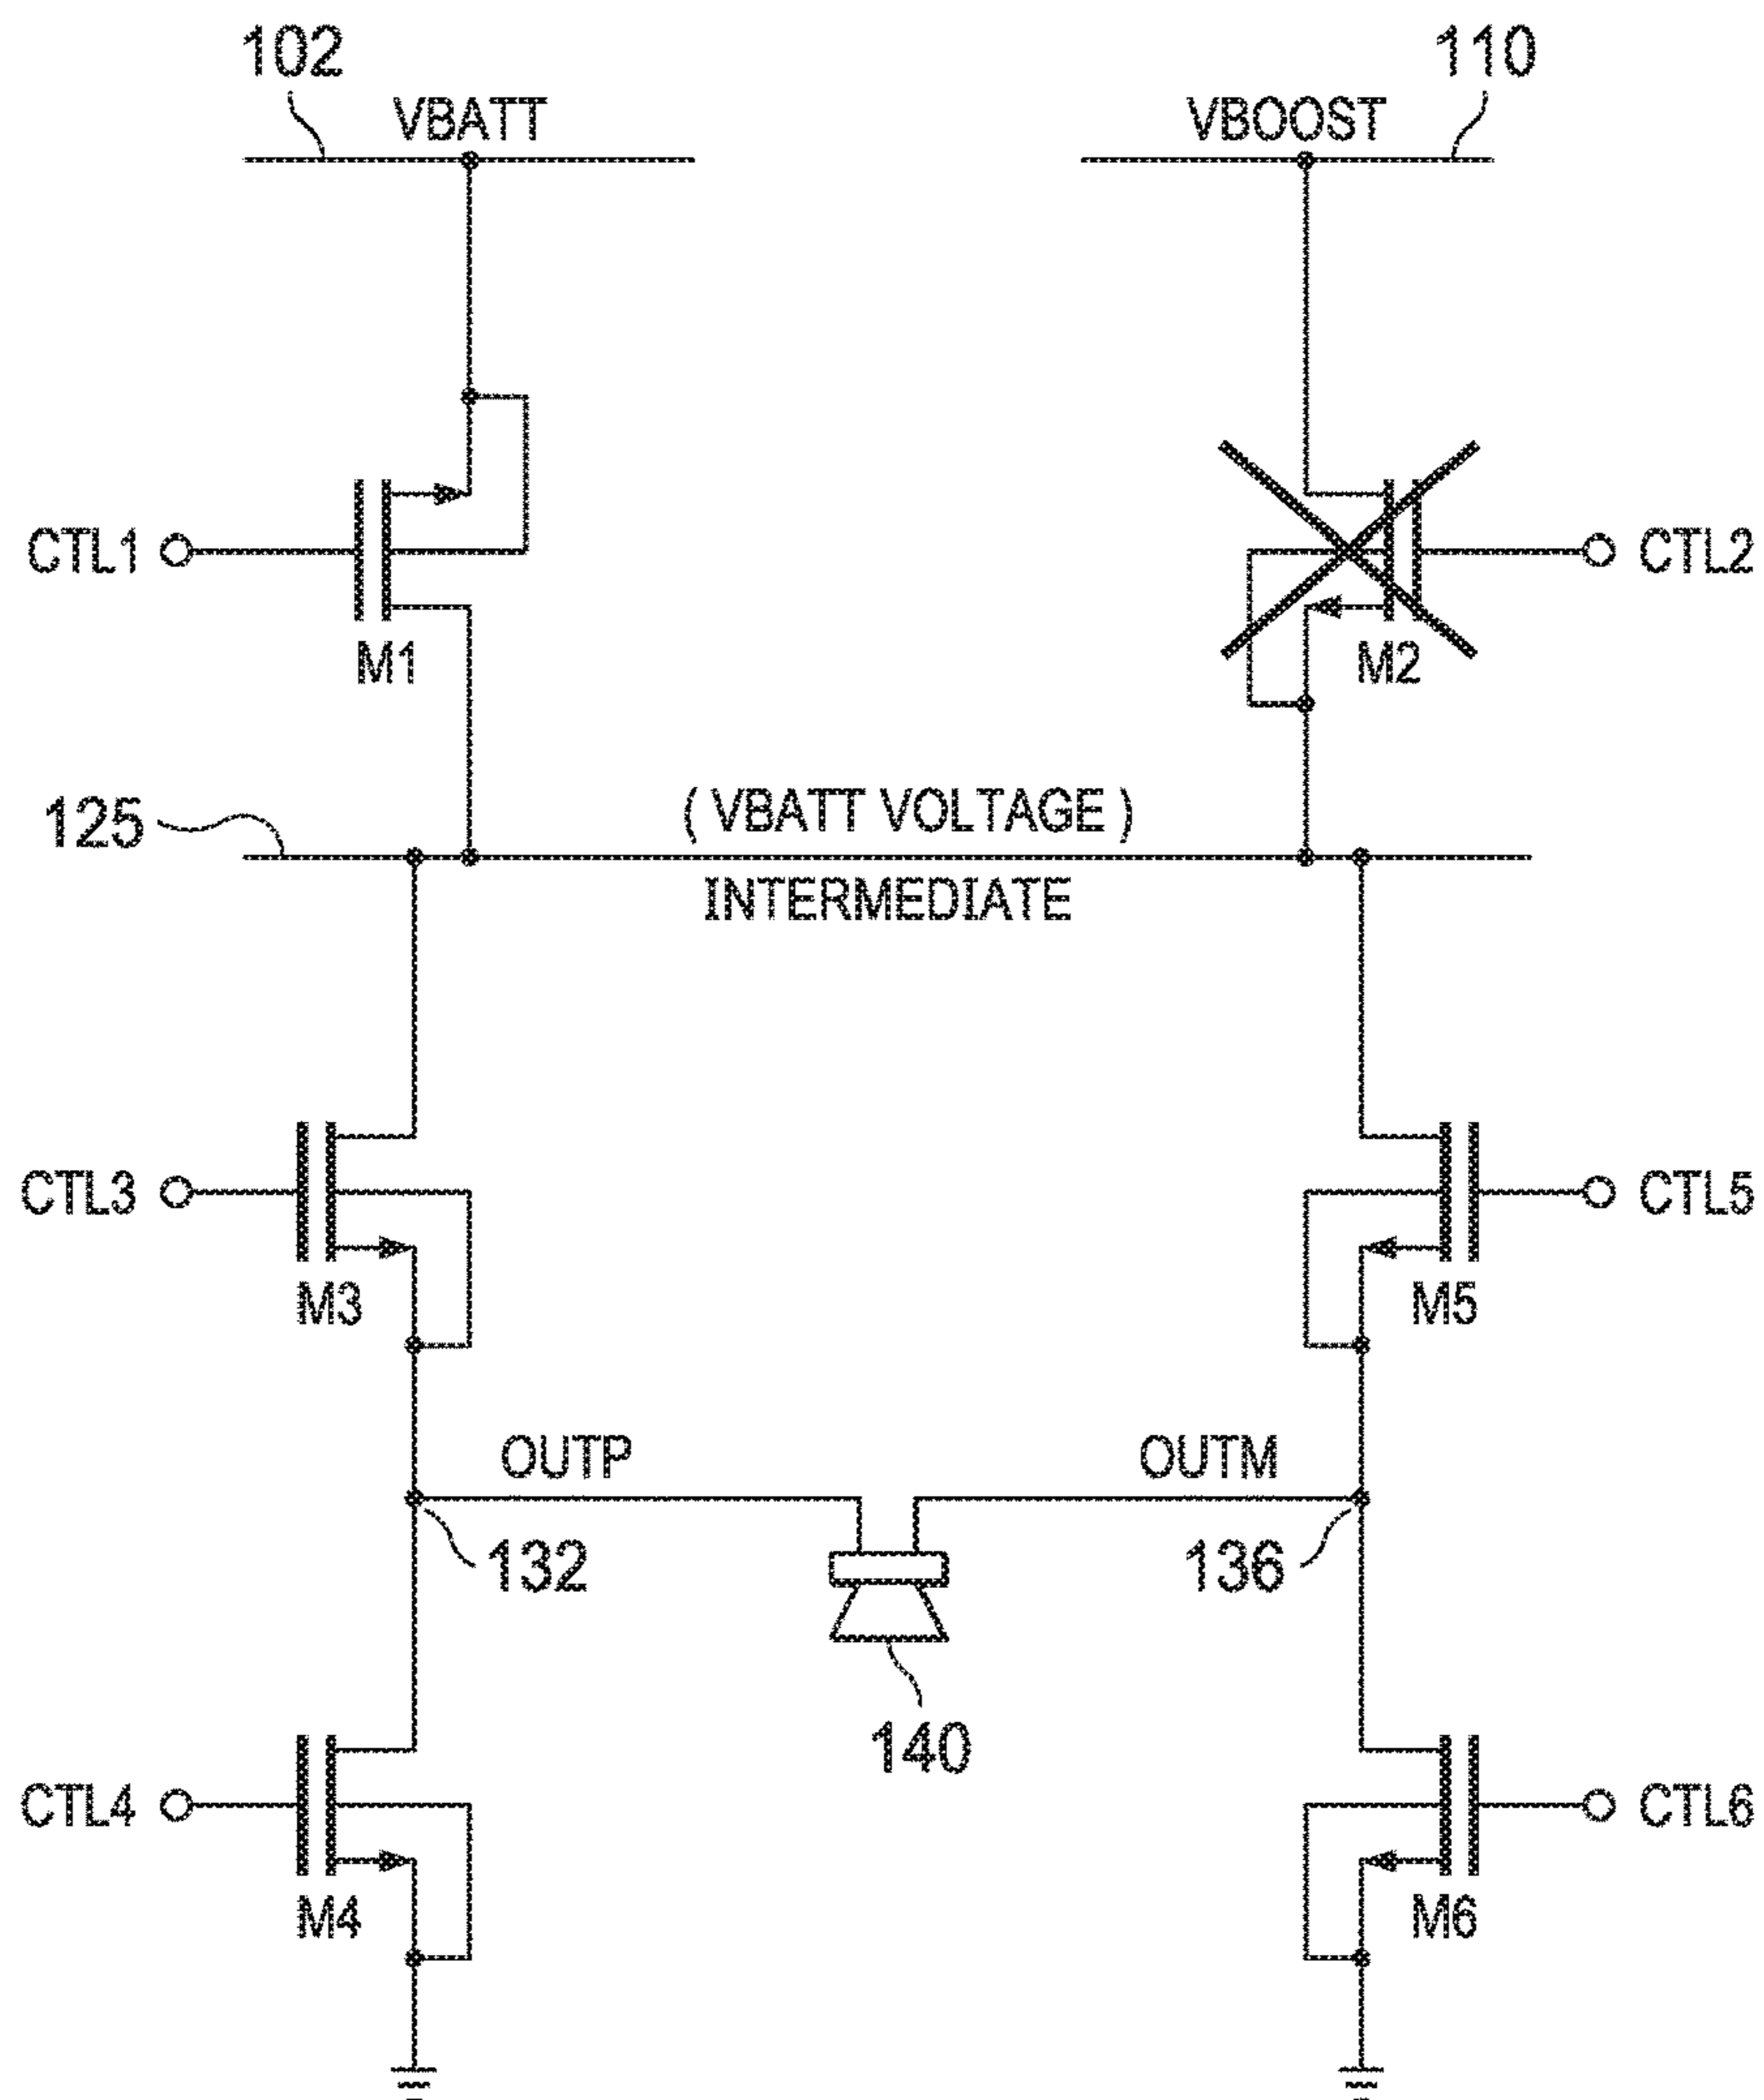 102
110
VBATT
VBOOST
CTL1
CTL2
M1
M2
125
( VBATT VOLTAGE )
INTERMEDIATE
CTL3
CTL5
M3
M5
OUTP
OUTM
132
136
140
CTL4
CTL6
M4
M6